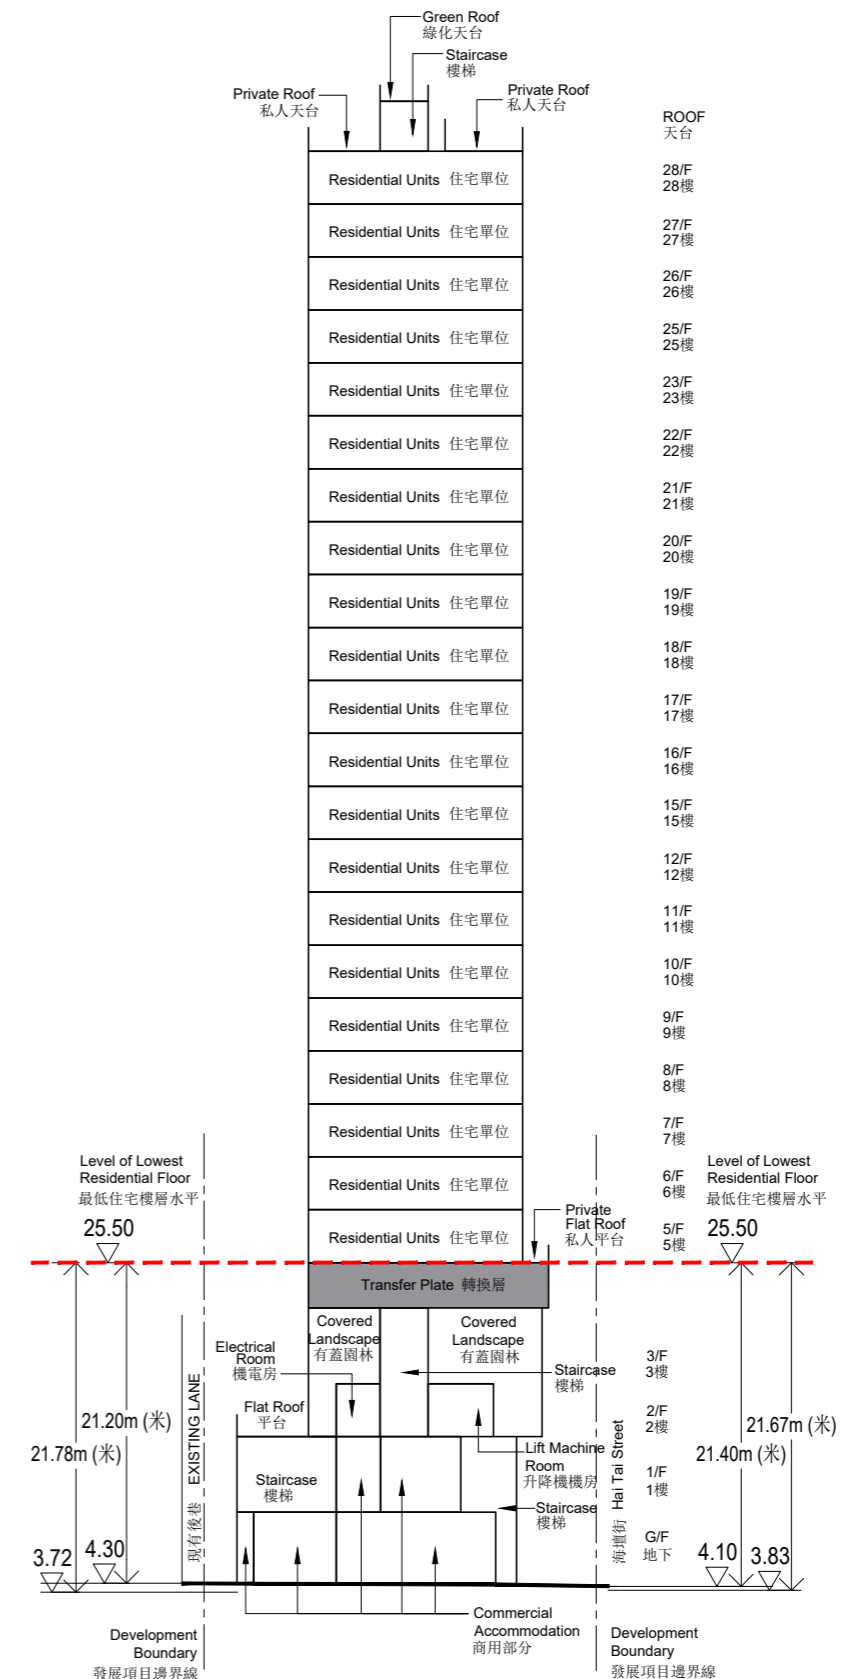 Green Roof
綠化天台
Staircase
樓梯
Private Roof
私人天台
Private Roof
私人天台
ROOF
天台
Residential Units 住宅單位
28/F
28樓
Residential Units 住宅單位
27/F
27樓
Residential Units 住宅單位
26/F
26樓
Residential Units 住宅單位
25/F
25樓
Residential Units 住宅單位
23/F
23樓
Residential Units 住宅單位
22/F
22樓
Residential Units 住宅單位
21/F
21樓
Residential Units 住宅單位
20/F
20樓
Residential Units 住宅單位
19/F
19樓
Residential Units 住宅單位
18/F
18樓
Residential Units 住宅單位
17/F
17樓
Residential Units 住宅單位
16/F
16樓
Residential Units 住宅單位
15/F
15樓
Residential Units 住宅單位
12/F
12樓
Residential Units 住宅單位
11/F
11樓
Residential Units 住宅單位
10/F
10樓
Residential Units 住宅單位
9/F
9樓
Residential Units 住宅單位
8/F
8樓
Residential Units 住宅單位
7/F
7樓
Residential Units 住宅單位
6/F
6樓
Residential Units 住宅單位
5/F
5樓
Level of Lowest
Residential Floor
最低住宅樓層水平
25.50
Private
Flat Roof
私人平台
Level of Lowest
Residential Floor
最低住宅樓層水平
25.50
Transfer Plate 轉換層
Covered
Landscape
有蓋園林
Covered
Landscape
有蓋園林
Electrical
Room
機電房
Staircase
樓梯
3/F
3樓
Flat Roof
平台
2/F
2樓
21.20m (米)
21.78m (米)
現有後巷 EXISTING LANE
Lift Machine
Room
升降機機房
海壇街 Hai Tai Street
21.67m (米)
21.40m (米)
1/F
1樓
Staircase
樓梯
Staircase
樓梯
G/F
地下
3.72
4.30
4.10
3.83
Commercial
Accommodation
商用部分
Development
Boundary
發展項目邊界線
Development
Boundary
發展項目邊界線